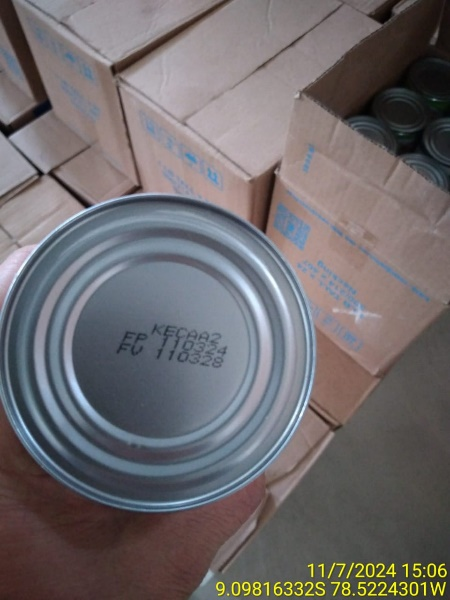 KECAA2
FP 110324
FV 110328
11/7/2024 15:06
9.09816332S 78.5224301W